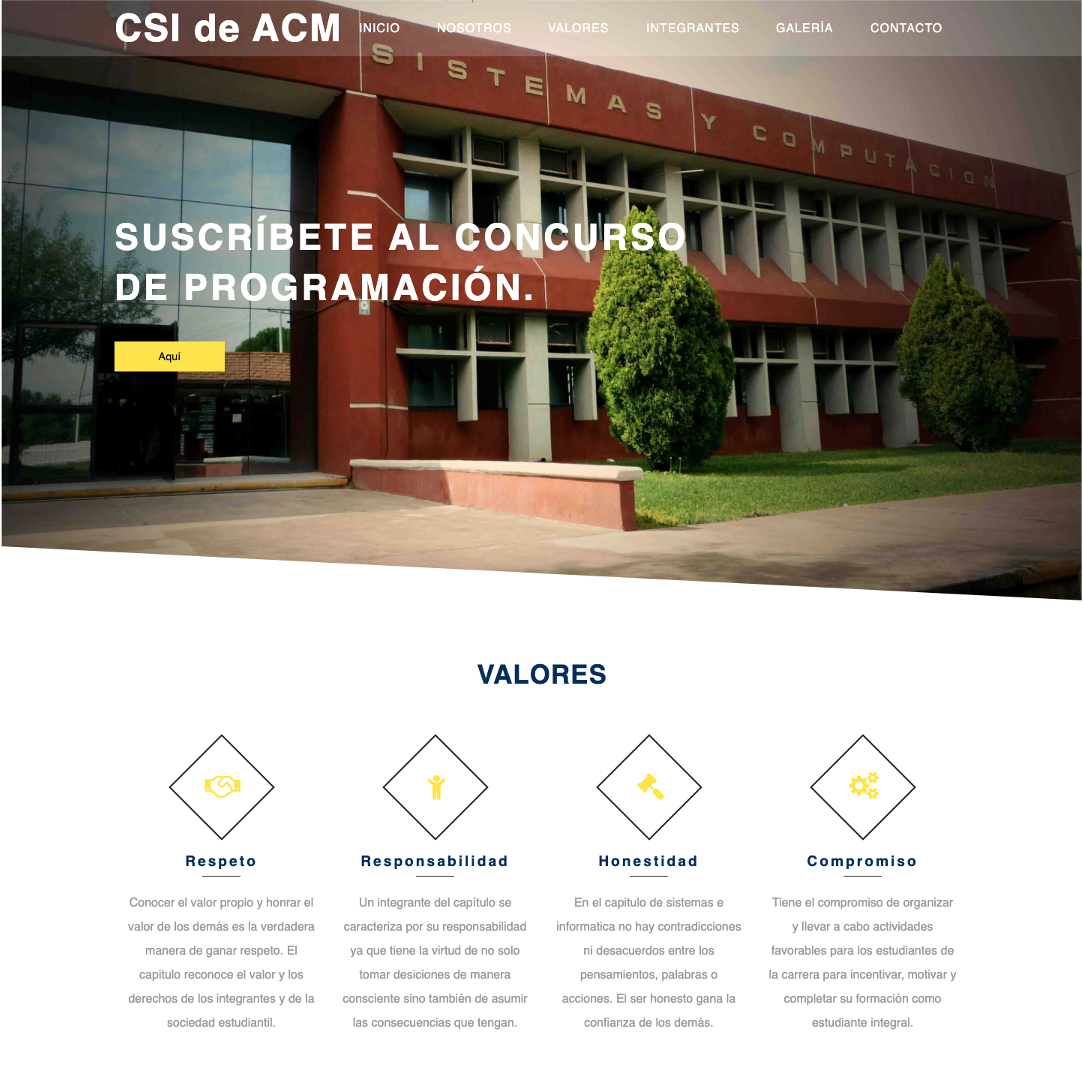 CSI de ACM
INICIO
NOSOTROS
VALORES
INTEGRANTES
GALERÍA
CONTACTO
SISTEMAS Y COMPUTACION
SUSCRÍBETE AL CONCURSO
DE PROGRAMACIÓN.
Aquí
VALORES
Respeto
Conocer el valor propio y honrar el
valor de los demás es la verdadera
manera de ganar respeto. El
capitulo reconoce el valor y los
derechos de los integrantes y de la
sociedad estudiantil.
Responsabilidad
Un integrante del capítulo se
caracteriza por su responsabilidad
ya que tiene la virtud de no solo
tomar desiciones de manera
consciente sino también de asumir
las consecuencias que tengan.
Honestidad
En el capitulo de sistemas e
informatica no hay contradicciones
ni desacuerdos entre los
pensamientos, palabras o
acciones. El ser honesto gana la
confianza de los demás.
Compromiso
Tiene el compromiso de organizar
y llevar a cabo actividades
favorables para los estudiantes de
la carrera para incentivar, motivar y
completar su formación como
estudiante integral.